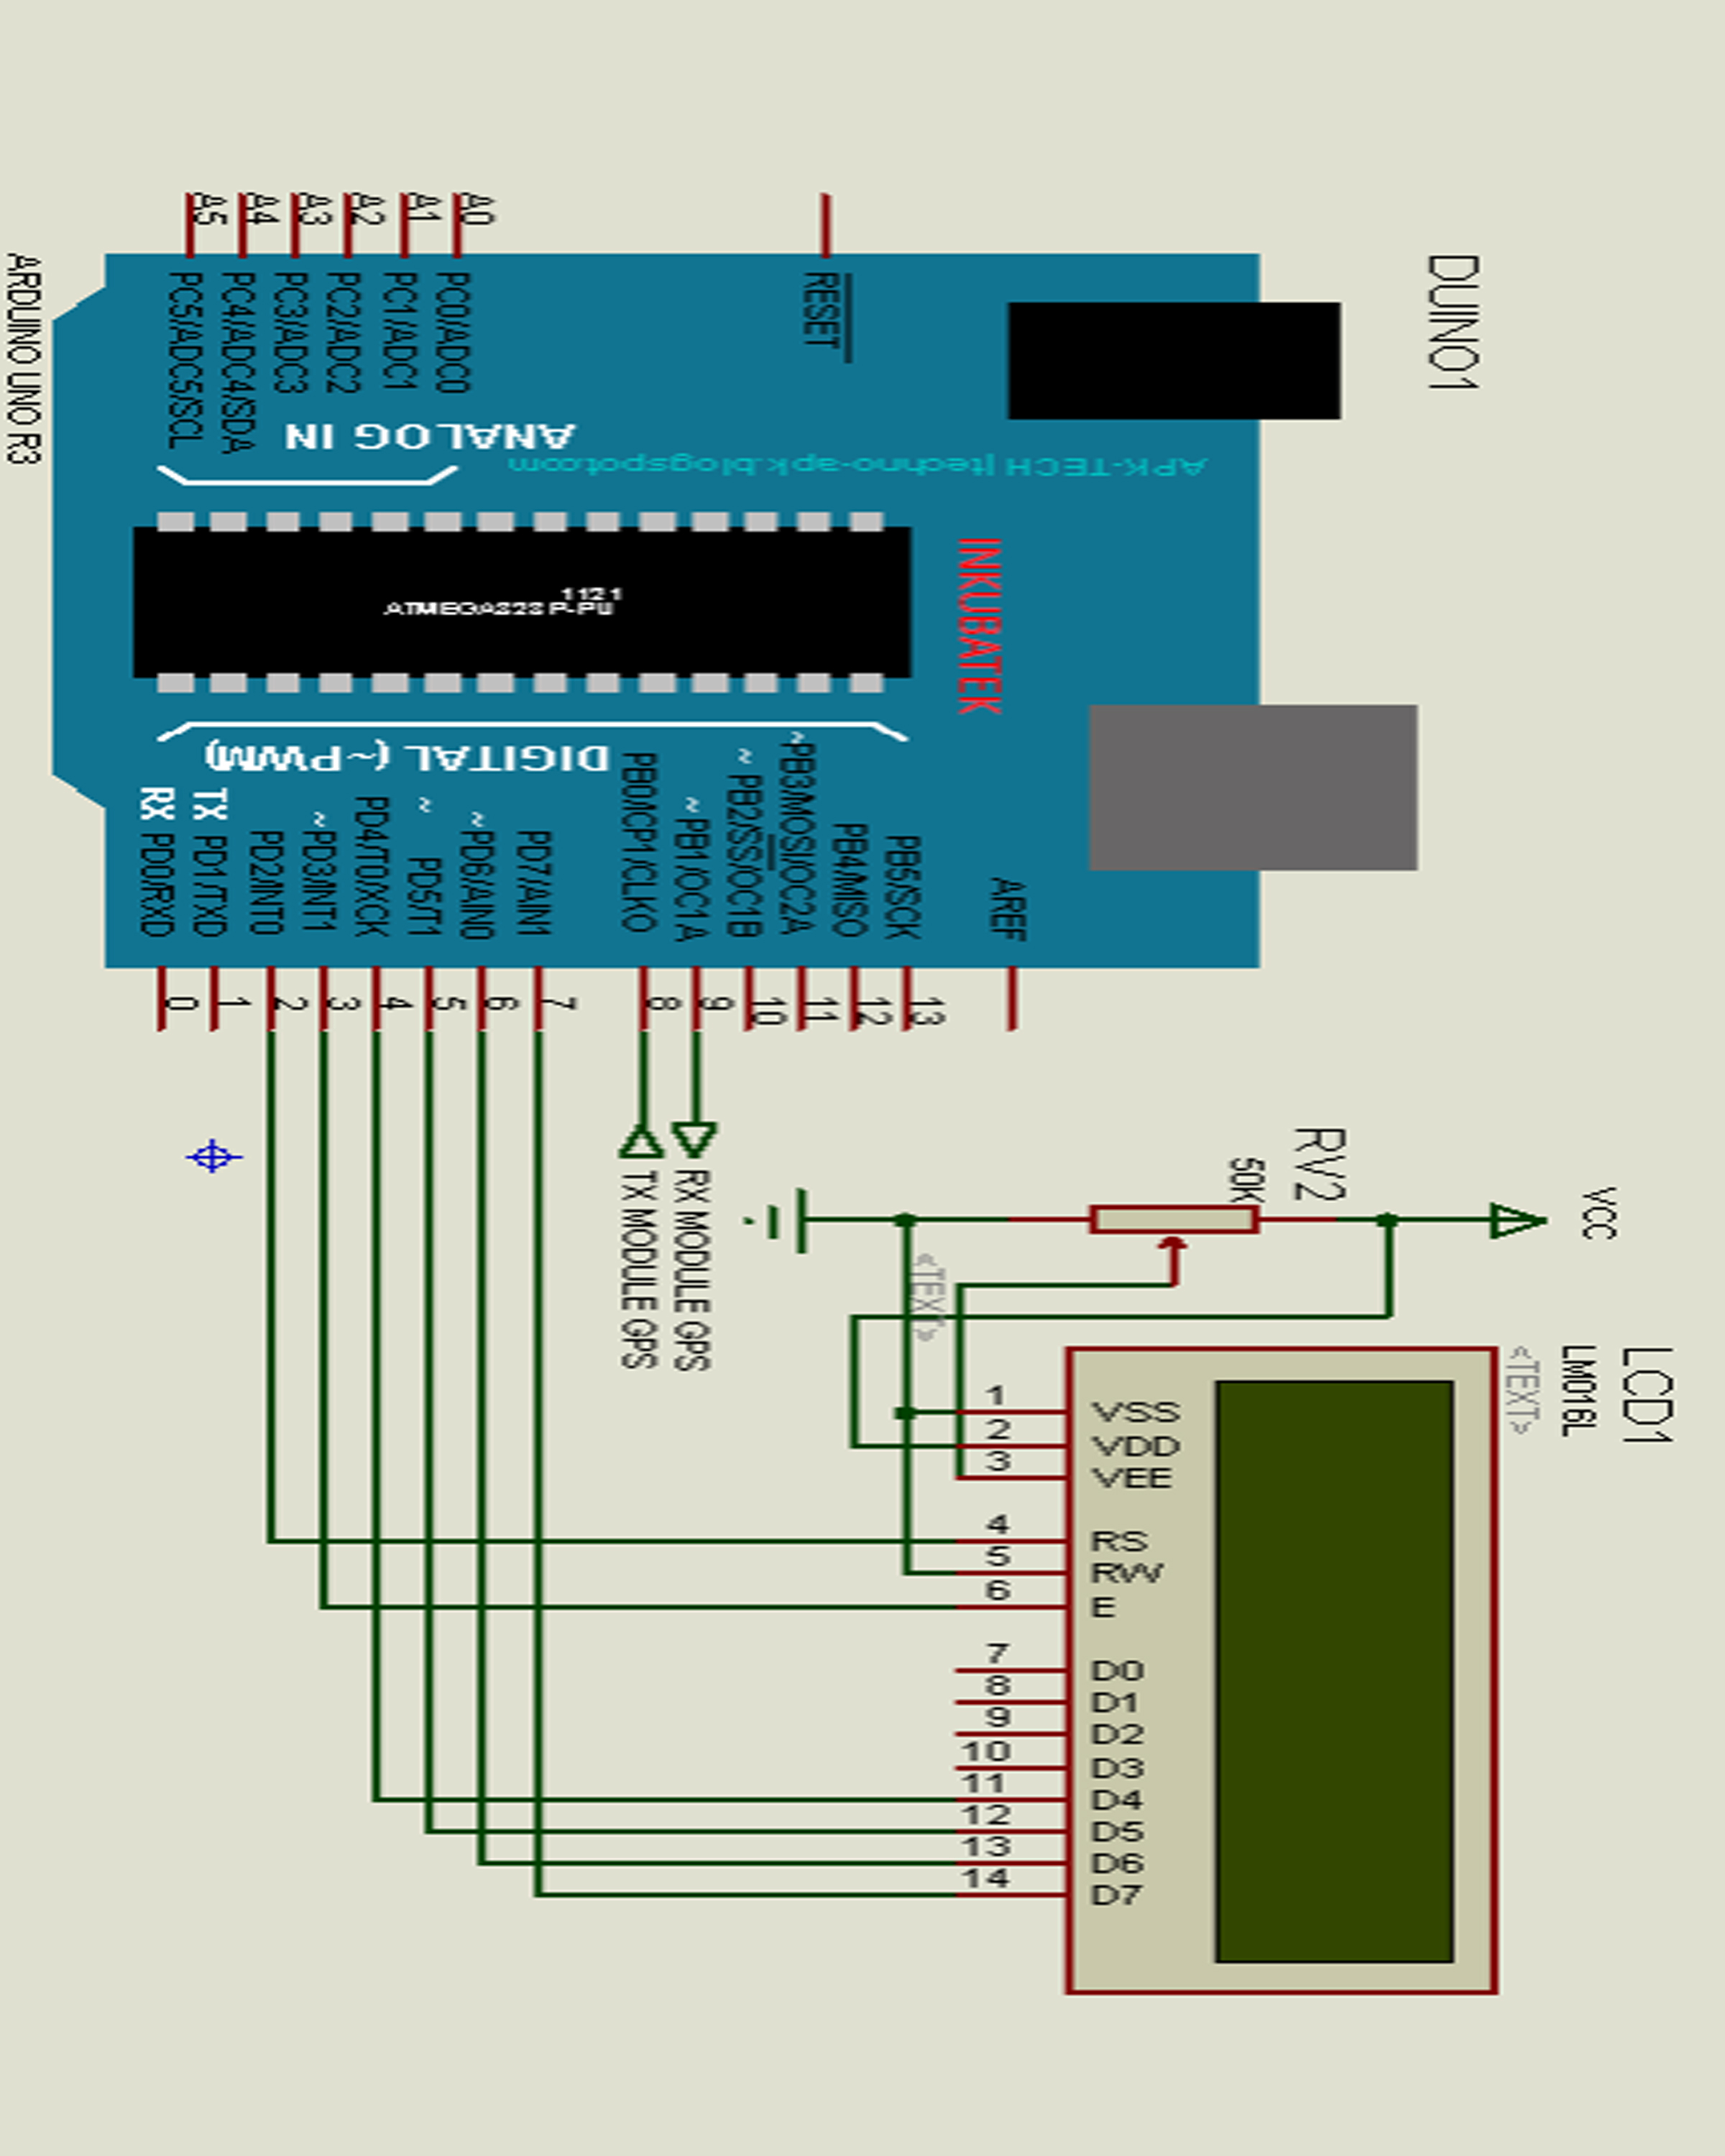 DUINO1
ARDUINO UNO R3
A5
A4
A3
A2
A1
A0
RESET
PC5/ADC5/SCL
PC4/ADC4/SDA
PC3/ADC3
PC2/ADC2
PC1/ADC1
PC0/ADC0
ANALOG IN
APK-TECH | techno-apk.blogspot.com
INKUBATEK
1121
ATMEGA328P-PU
DIGITAL (~PWM)
RX PD0/RXD
TX PD1/TXD
PD2/INT0
~ PD3/INT1
PD4/T0/XCK
~ PD5/T1
~ PD6/AIN0
PD7/AIN1
PB0/CP1/CLKO
~ PB1/OC1A
~ PB2/SS/OC1B
~ PB3/MOSI/OC2A
PB4/MISO
PB5/SCK
AREF
0
1
2
3
4
5
6
7
8
9
10
11
12
13
TX MODULE GPS
RX MODULE GPS
RV2
50K
VCC
<TEXT>
LCD1
LM016L
<TEXT>
1 VSS
2 VDD
3 VEE
4 RS
5 RW
6 E
7 D0
8 D1
9 D2
10 D3
11 D4
12 D5
13 D6
14 D7